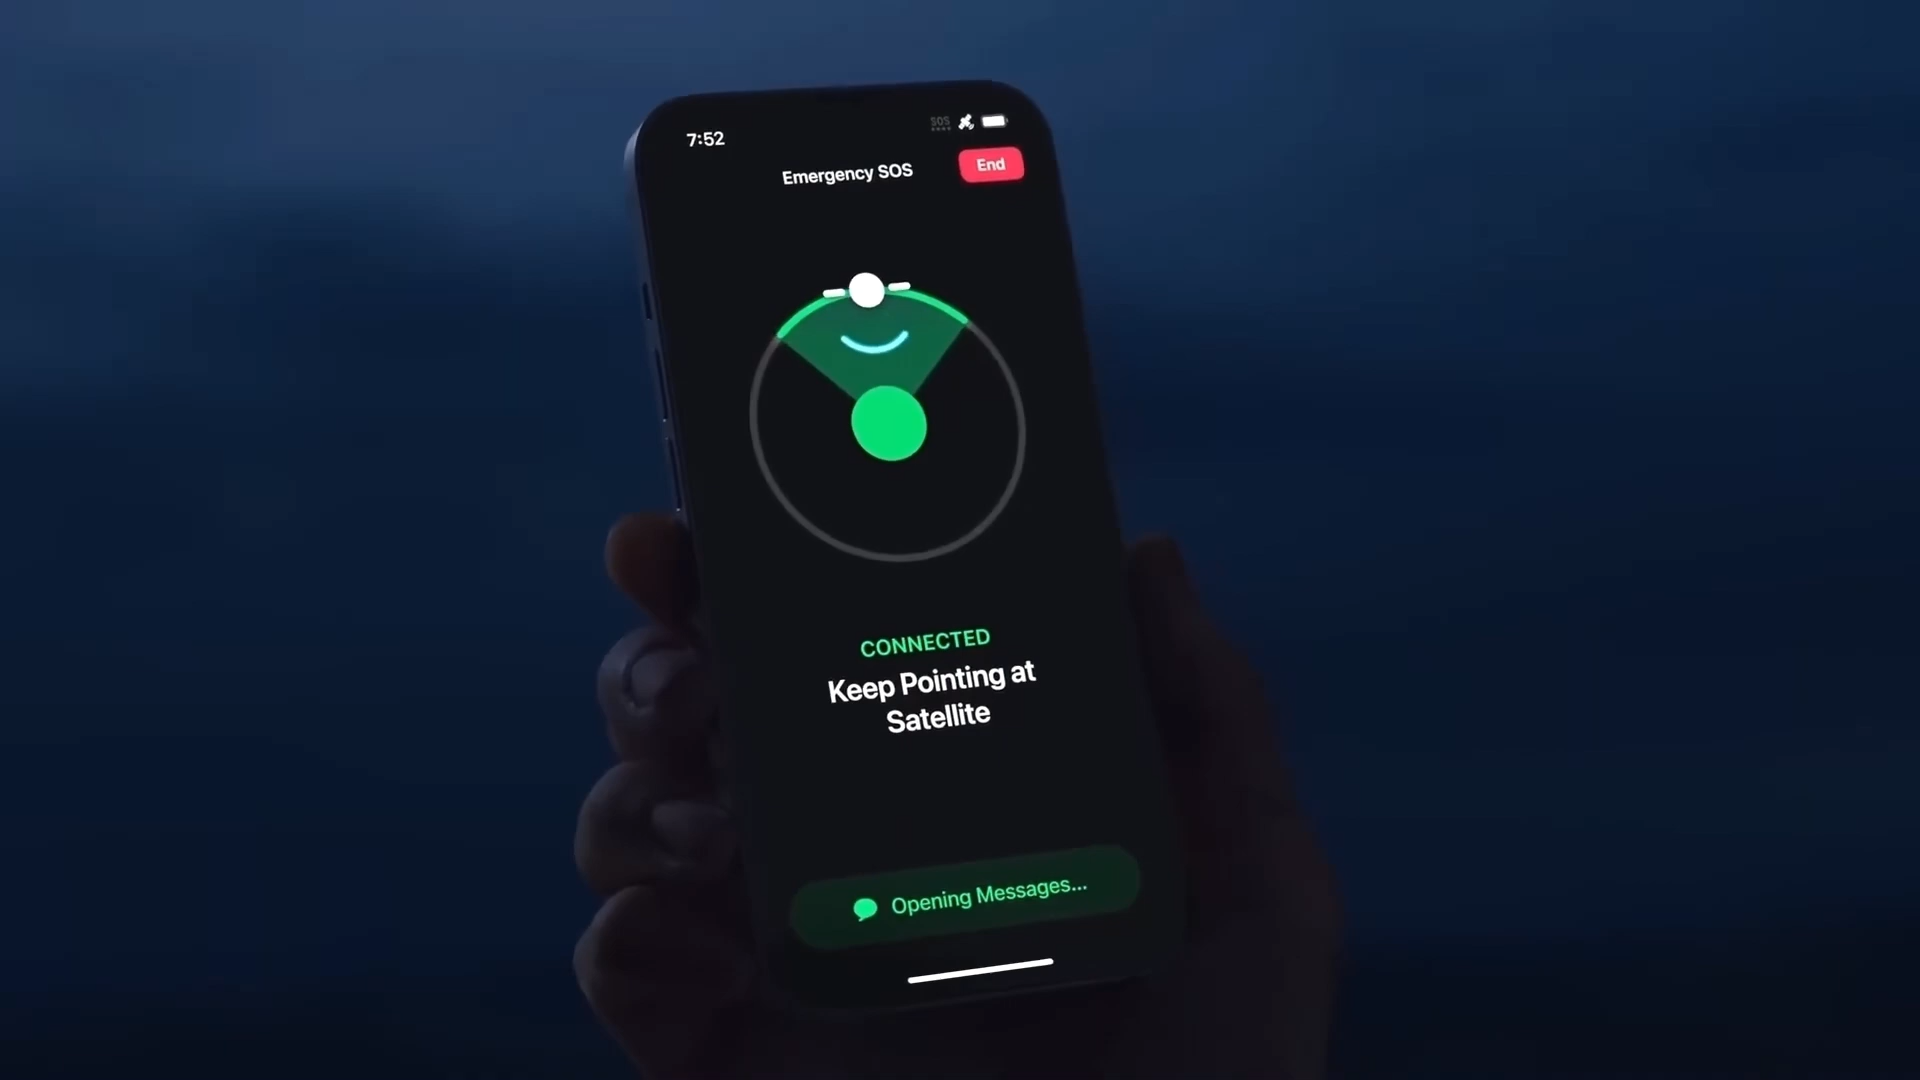 7:52
SOS
Emergency SOS
End
CONNECTED
Keep Pointing at
Satellite
Opening Messages...